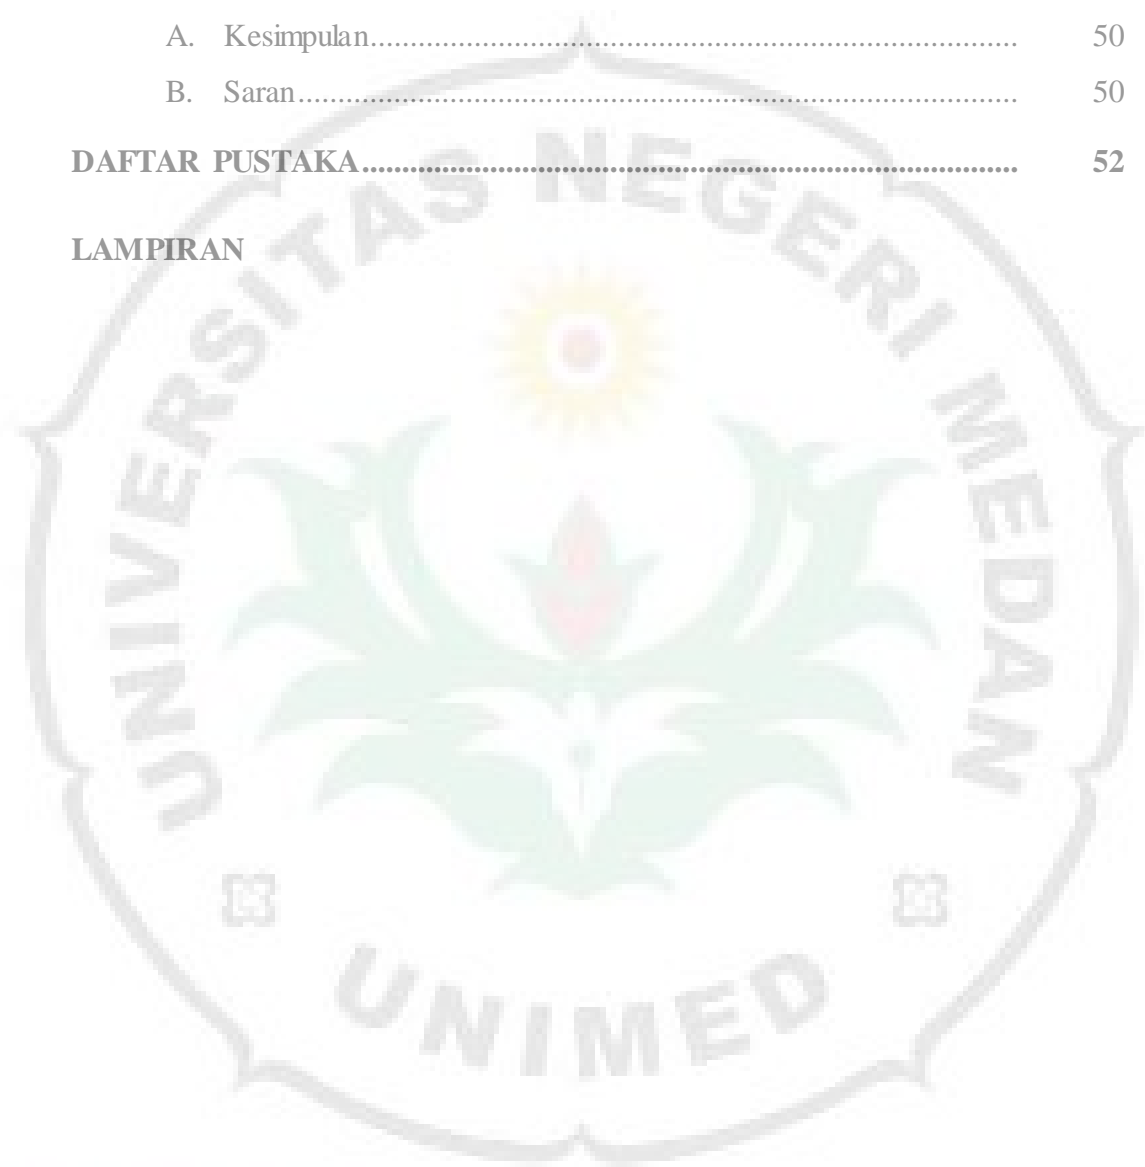 A. Kesimpulan.................................................................................. 50
B. Saran........................................................................................... 50
DAFTAR PUSTAKA................................................................................... 52
LAMPIRAN
UNIVERSITAS NEGERI MEDAN
UNIMED